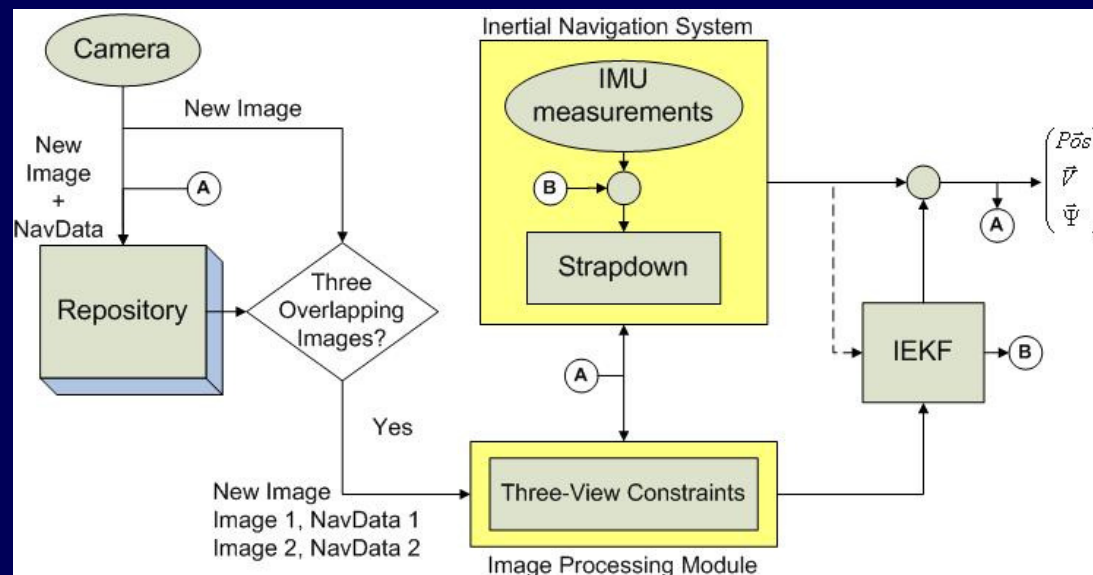 Camera
New Image
New
Image
+
NavData
A
Repository
Three
Overlapping
Images?
Yes
New Image
Image 1, NavData 1
Image 2, NavData 2
Inertial Navigation System
IMU
measurements
B
Strapdown
A
Three-View Constraints
Image Processing Module
IEKF
B
A
Pos
V
Ψ